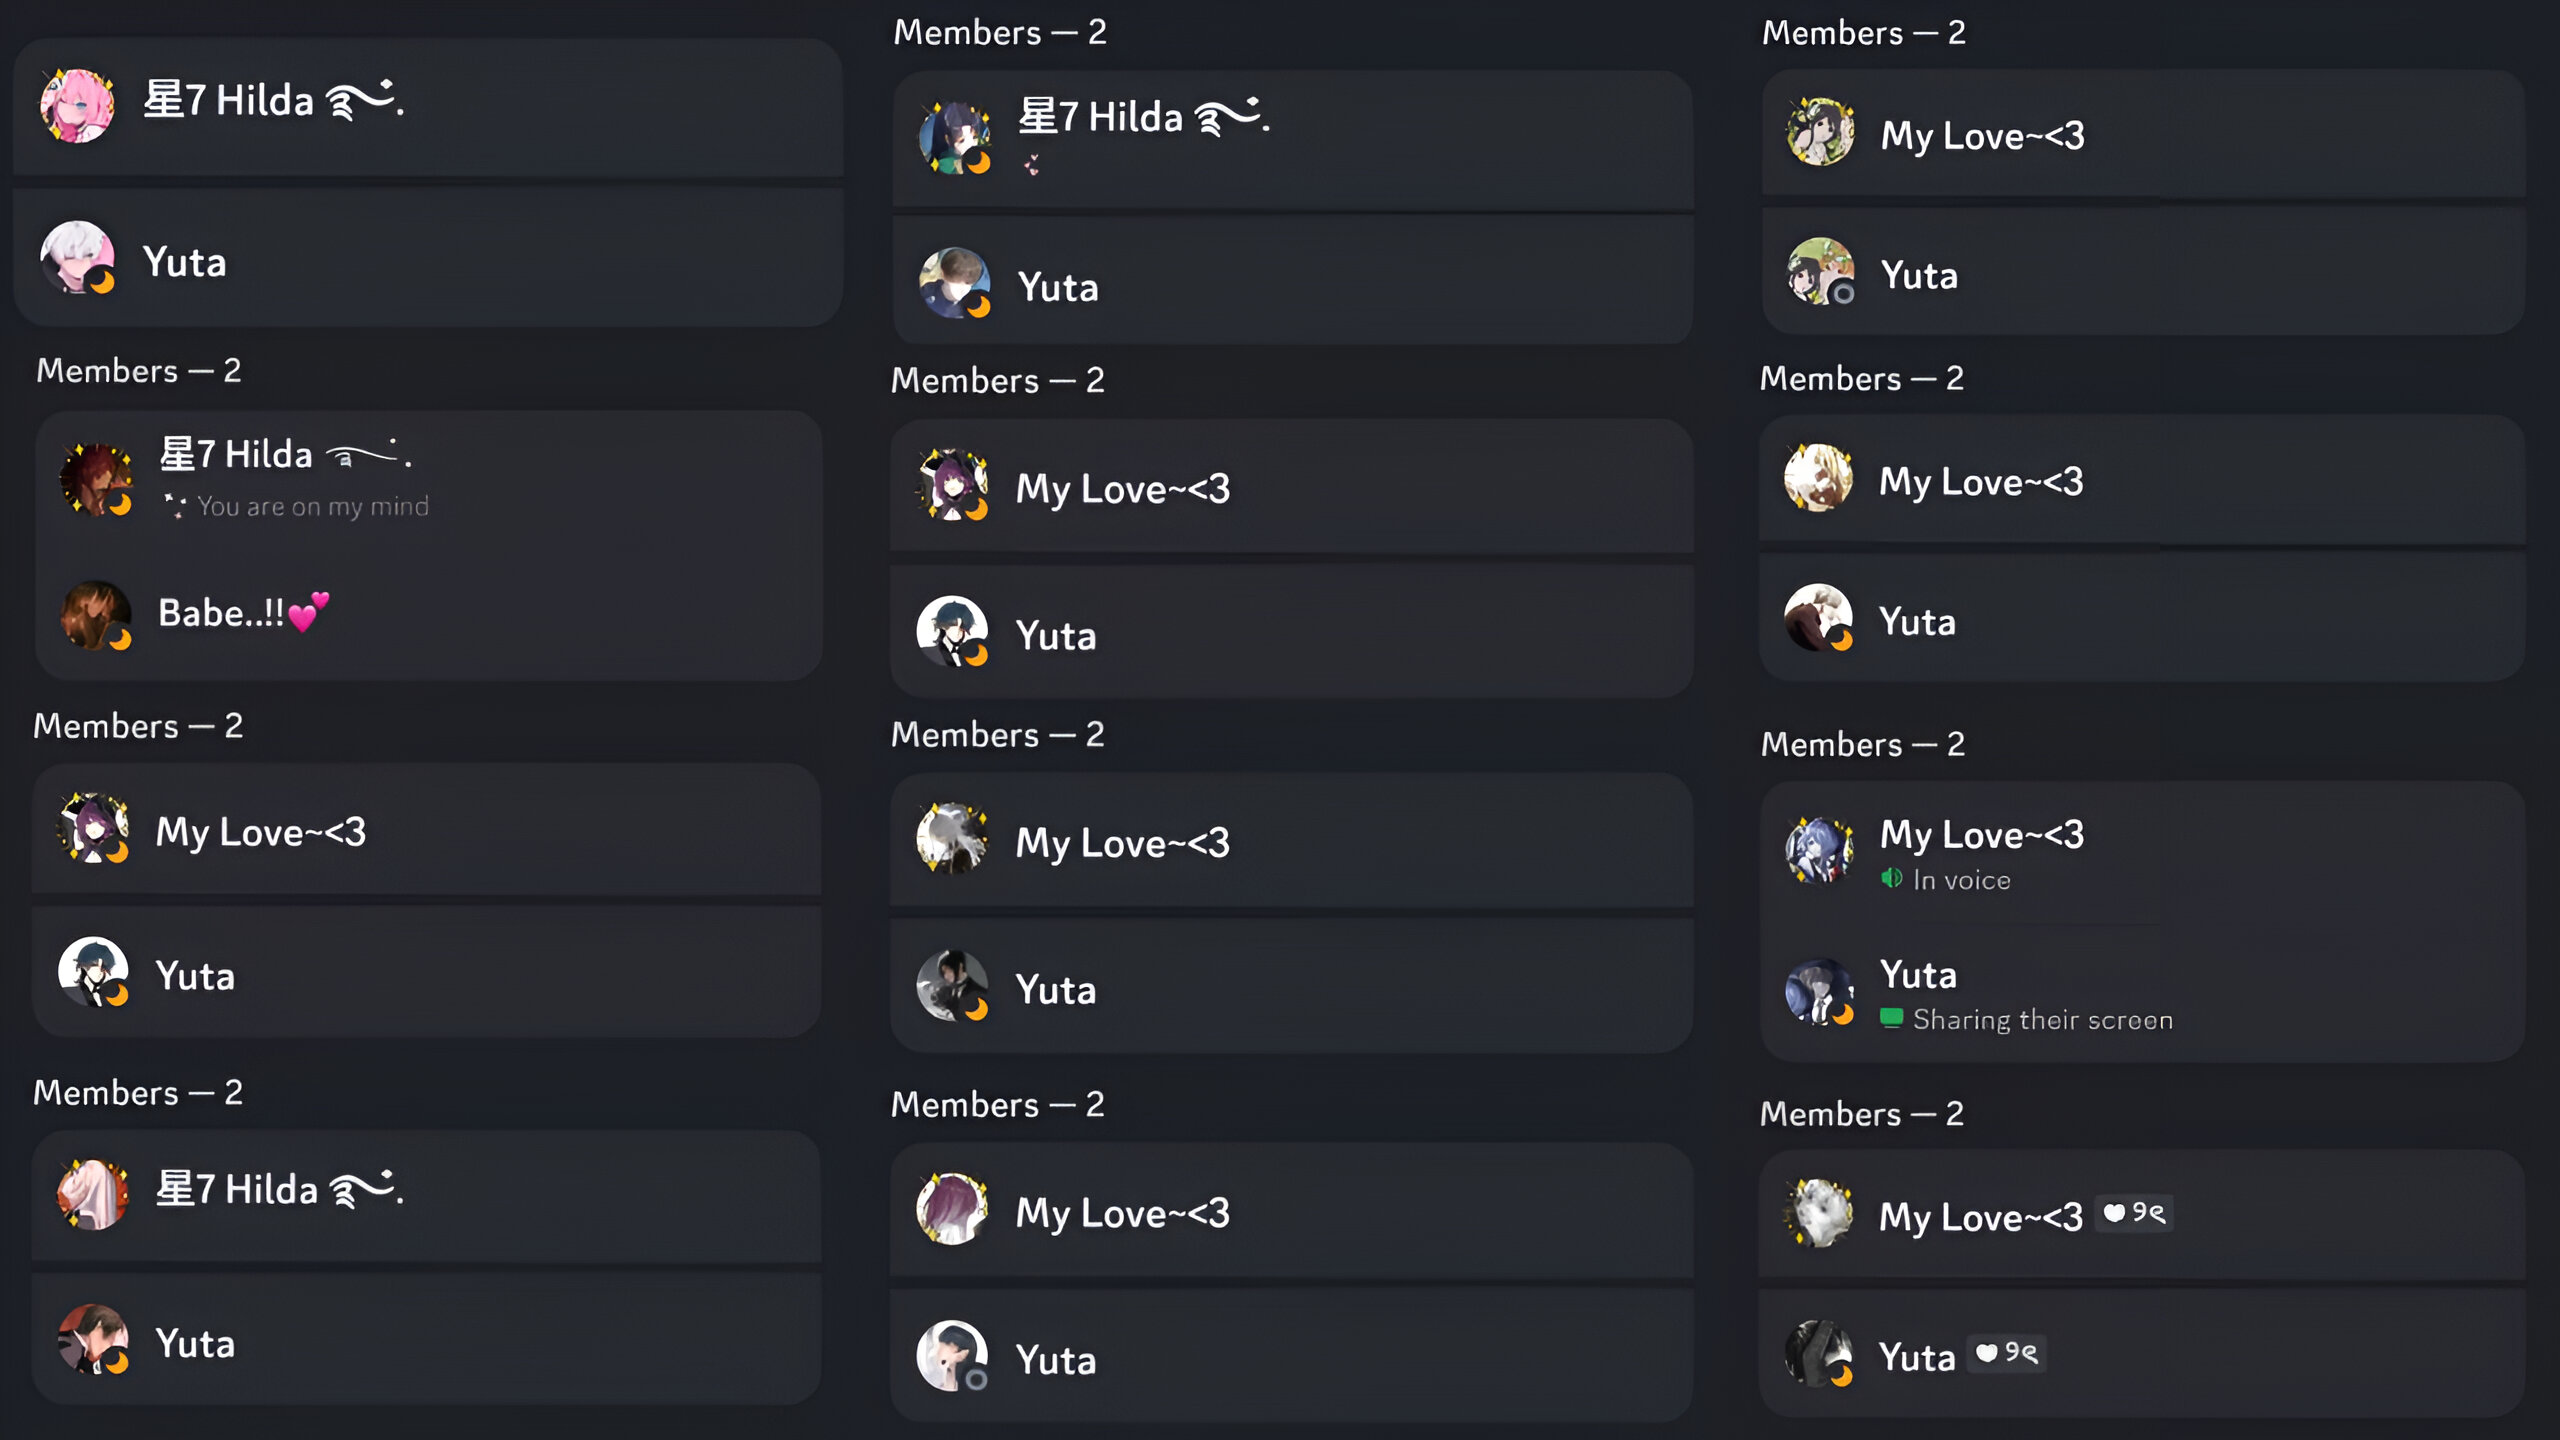 星7 Hilda ࿐.
Yuta
Members — 2
星7 Hilda ࿐.
You are on my mind
Babe..!!💕
Members — 2
My Love~<3
Yuta
Members — 2
星7 Hilda ࿐.
Yuta
Members — 2
星7 Hilda ࿐.
Yuta
Members — 2
My Love~<3
Yuta
Members — 2
My Love~<3
Yuta
Members — 2
My Love~<3
Yuta
Members — 2
My Love~<3
Yuta
Members — 2
My Love~<3
Yuta
Members — 2
My Love~<3
In voice
Yuta
Sharing their screen
Members — 2
My Love~<3 ୨୧
Yuta ୨୧